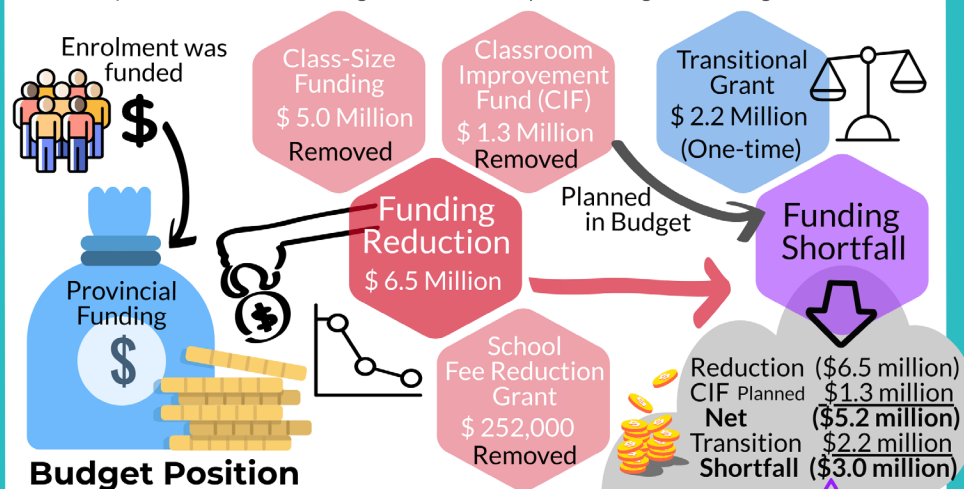 Enrolment was
funded
$
Class-Size
Funding
$ 5.0 Million
Removed
Classroom
Improvement
Fund (CIF)
$ 1.3 Million
Removed
Transitional
Grant
$ 2.2 Million
(One-time)
Planned
in Budget
Funding
Reduction
$ 6.5 Million
Funding
Shortfall
Provincial
Funding
$
$
School
Fee Reduction
Grant
$ 252,000
Removed
Reduction ($6.5 million)
CIF Planned $1.3 million
Net ($5.2 million)
Transition $2.2 million
Shortfall ($3.0 million)
Budget Position